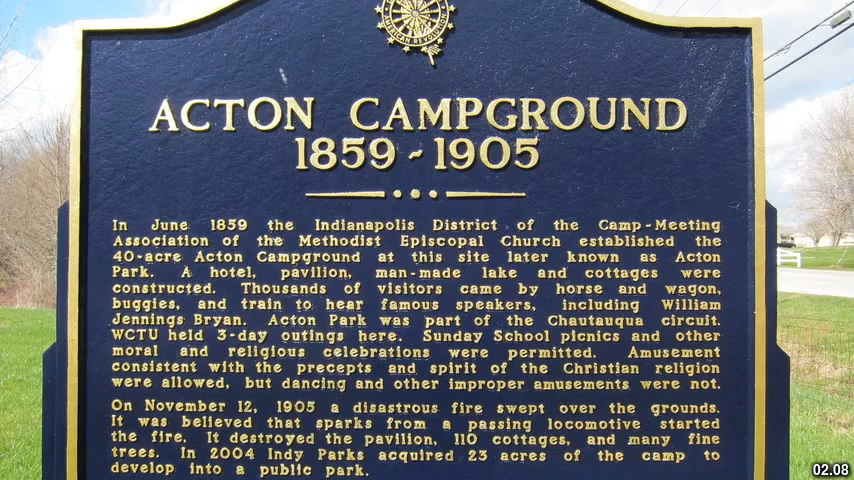 AMERICAN REVOLUTION
ACTON CAMPGROUND
1859 ~ 1905
In June 1859 the Indianapolis District of the Camp-Meeting
Association of the Methodist Episcopal Church established the
40-acre Acton Campground at this site later known as Acton
Park. A hotel, pavilion, man-made lake and cottages were
constructed. Thousands of visitors came by horse and wagon,
buggies, and train to hear famous speakers, including William
Jennings Bryan. Acton Park was part of the Chautauqua circuit.
WCTU held 3-day outings here. Sunday School picnics and other
moral and religious celebrations were permitted. Amusement
consistent with the precepts and spirit of the Christian religion
were allowed, but dancing and other improper amusements were not.
On November 12, 1905 a disastrous fire swept over the grounds.
It was believed that sparks from a passing locomotive started
the fire. It destroyed the pavilion, 110 cottages, and many fine
trees. In 2004 Indy Parks acquired 23 acres of the camp to
develop into a public park.
02.08